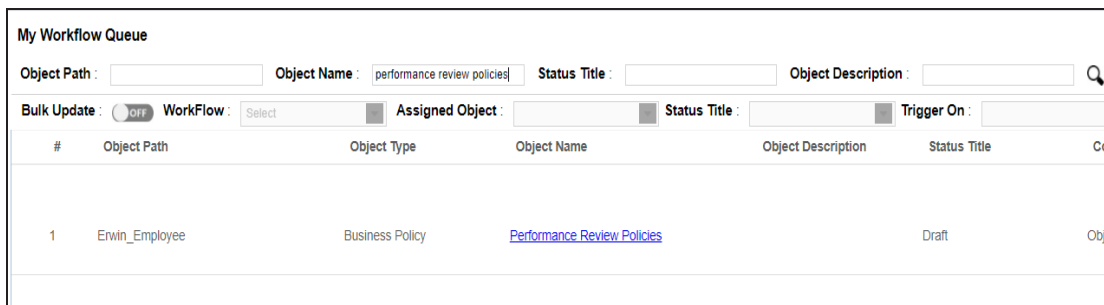 My Workflow Queue
Object Path : Object Name : performance review policies Status Title : Object Description :
Bulk Update : OFF WorkFlow : Select Assigned Object : Status Title : Trigger On :
# Object Path Object Type Object Name Object Description Status Title Co
1 Erwin_Employee Business Policy Performance Review Policies Draft Obj